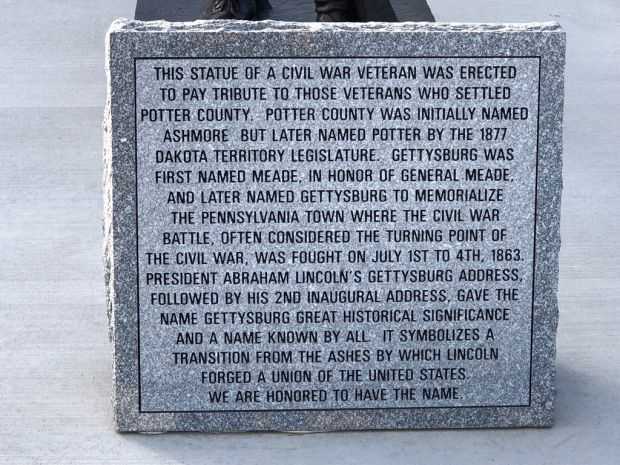 THIS STATUE OF A CIVIL WAR VETERAN WAS ERECTED
TO PAY TRIBUTE TO THOSE VETERANS WHO SETTLED
POTTER COUNTY. POTTER COUNTY WAS INITIALLY NAMED
ASHMORE BUT LATER NAMED POTTER BY THE 1877
DAKOTA TERRITORY LEGISLATURE. GETTYSBURG WAS
FIRST NAMED MEADE, IN HONOR OF GENERAL MEADE,
AND LATER NAMED GETTYSBURG TO MEMORIALIZE
THE PENNSYLVANIA TOWN WHERE THE CIVIL WAR
BATTLE, OFTEN CONSIDERED THE TURNING POINT OF
THE CIVIL WAR, WAS FOUGHT ON JULY 1ST TO 4TH, 1863.
PRESIDENT ABRAHAM LINCOLN'S GETTYSBURG ADDRESS,
FOLLOWED BY HIS 2ND INAUGURAL ADDRESS, GAVE THE
NAME GETTYSBURG GREAT HISTORICAL SIGNIFICANCE
AND A NAME KNOWN BY ALL. IT SYMBOLIZES A
TRANSITION FROM THE ASHES BY WHICH LINCOLN
FORGED A UNION OF THE UNITED STATES.
WE ARE HONORED TO HAVE THE NAME.